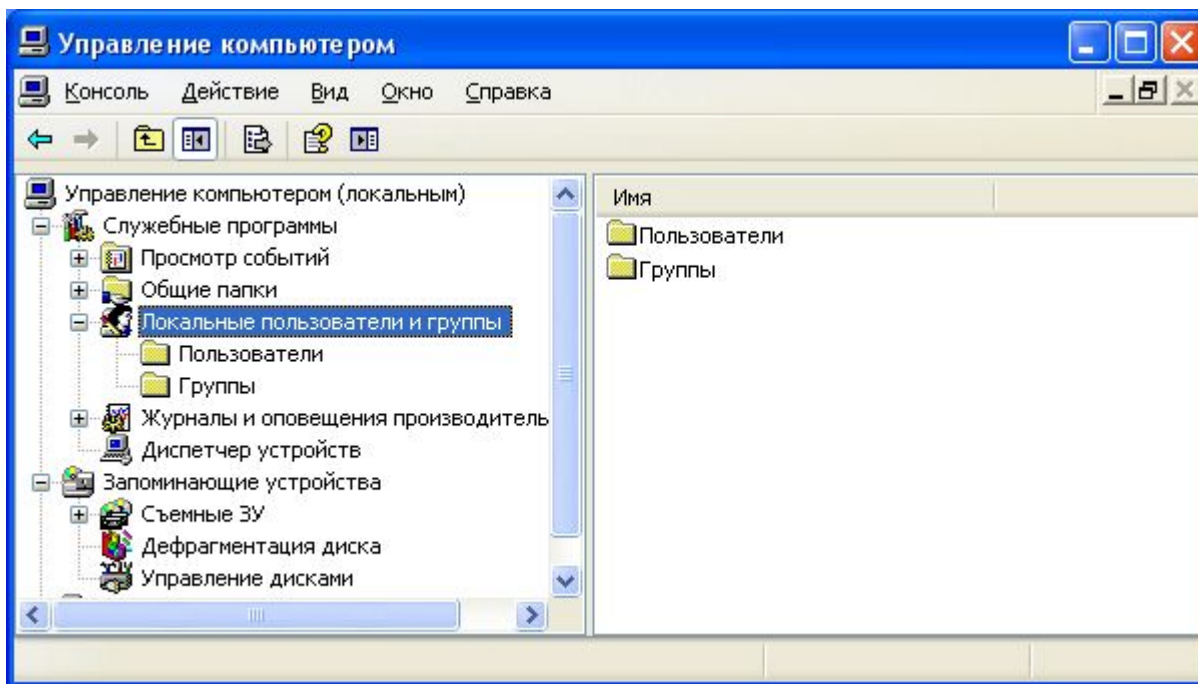 Управление компьютером
Консоль Действие Вид Окно Справка
Управление компьютером (локальным)
Служебные программы
Просмотр событий
Общие папки
Локальные пользователи и группы
Пользователи
Группы
Журналы и оповещения производитель
Диспетчер устройств
Запоминающие устройства
Съемные ЗУ
Дефрагментация диска
Управление дисками
Имя
Пользователи
Группы